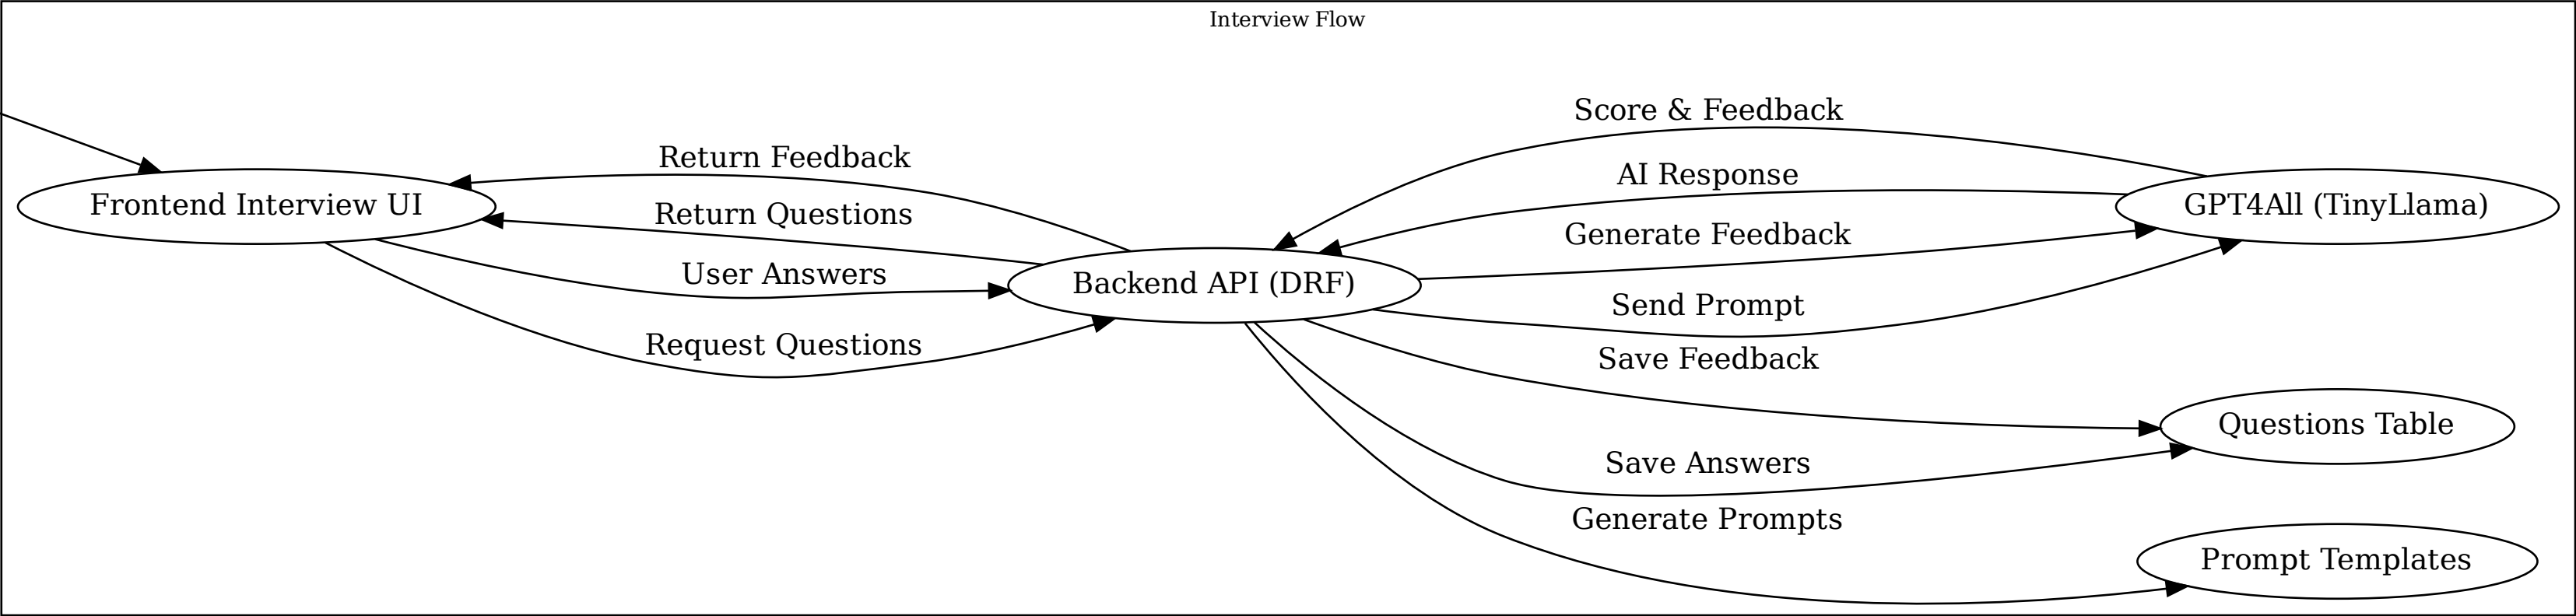 Interview Flow
Score & Feedback
Return Feedback
AI Response
Frontend Interview UI
GPT4All (TinyLlama)
Return Questions
Generate Feedback
User Answers
Backend API (DRF)
Send Prompt
Request Questions
Save Feedback
Questions Table
Save Answers
Generate Prompts
Prompt Templates